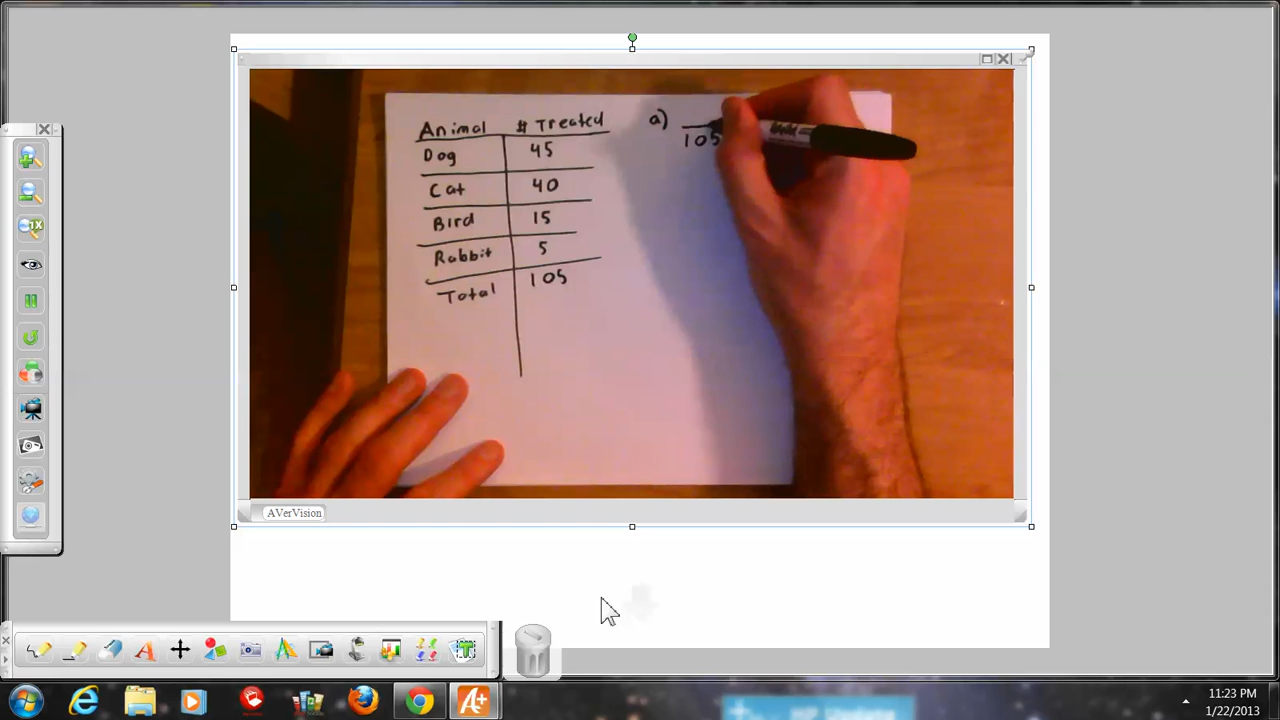 Animal # Treated
Dog 45
Cat 40
Bird 15
Rabbit 5
Total 105
a) 105
1X
AVerVision
A
T
A+
11:23 PM
1/22/2013